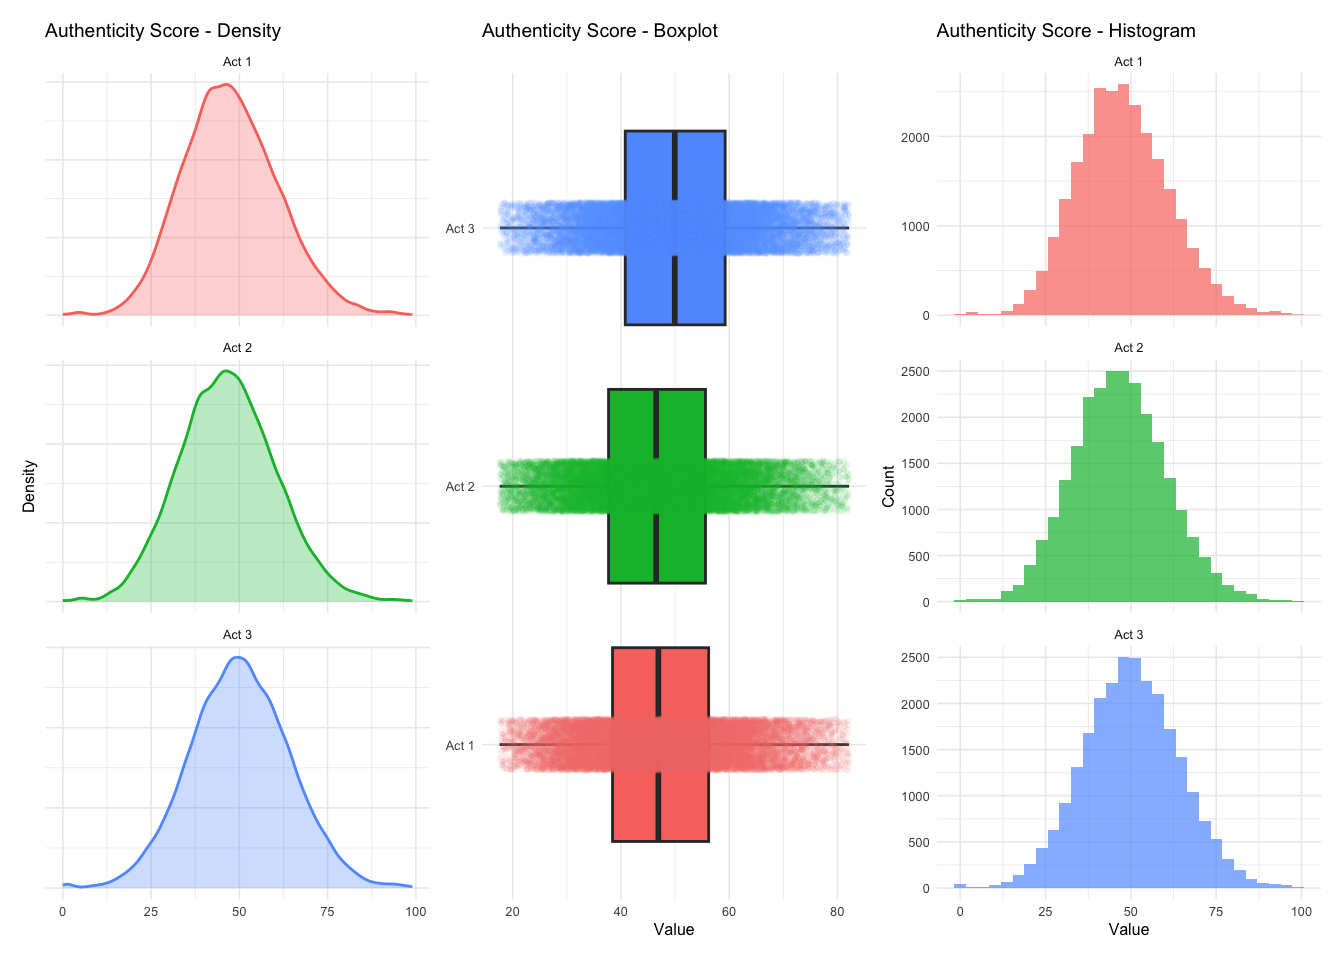 Authenticity Score - Density
Act 1
Act 2
Act 3
Density
0 25 50 75 100
Authenticity Score - Boxplot
Act 3
Act 2
Act 1
20 40 60 80
Value
Authenticity Score - Histogram
Act 1
2000
1000
0
Act 2
2500
2000
1500
1000
500
0
Act 3
2500
2000
1500
1000
500
0
Count
0 25 50 75 100
Value